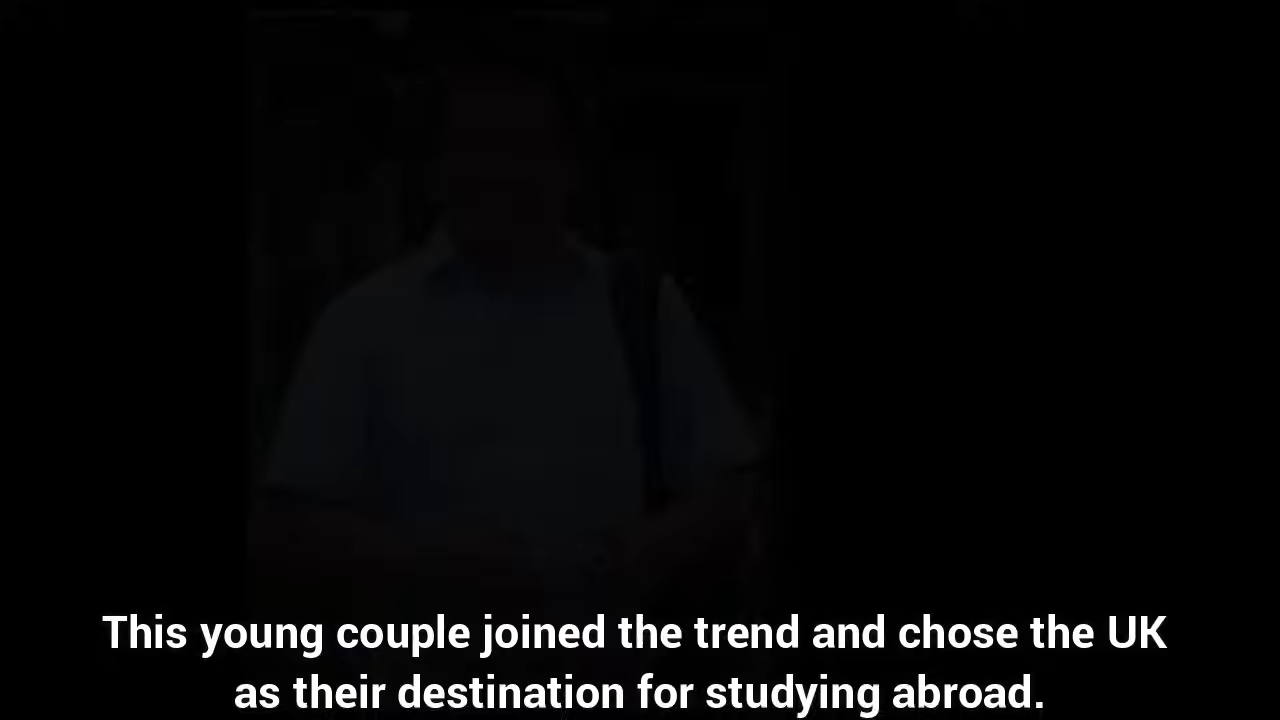 This young couple joined the trend and chose the UK
as their destination for studying abroad.